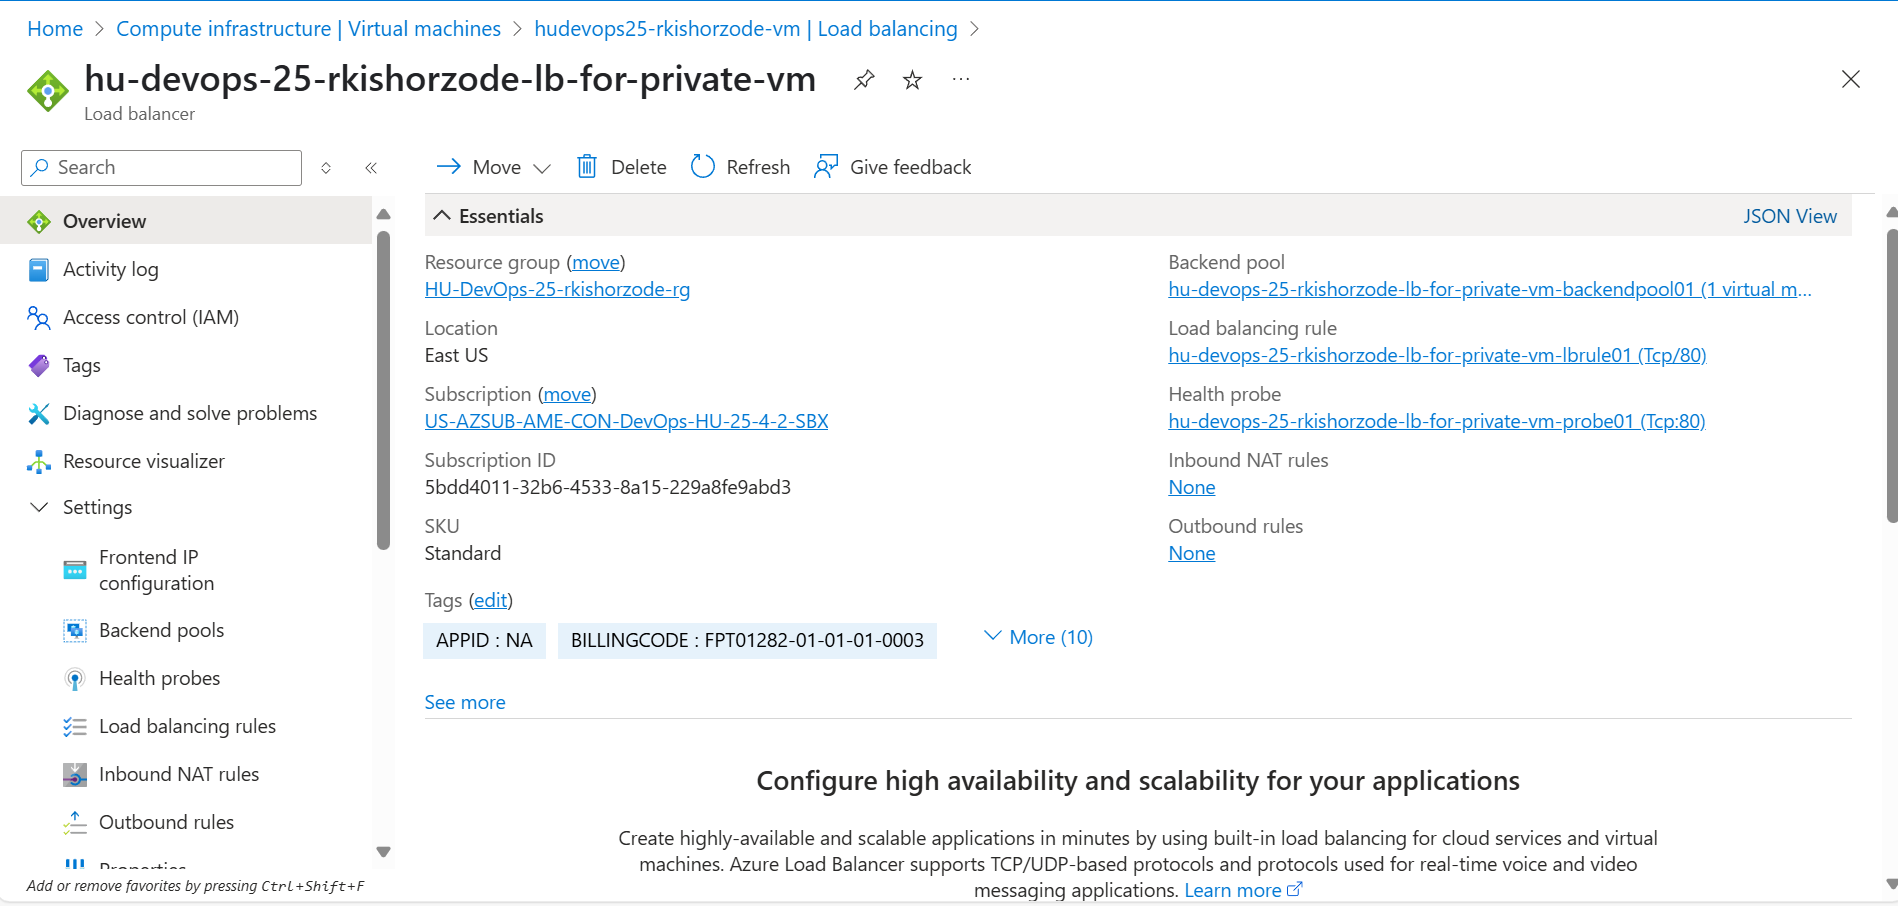 Home > Compute infrastructure | Virtual machines > hudevops25-rkishorzode-vm | Load balancing >
hu-devops-25-rkishorzode-lb-for-private-vm
Load balancer
Search
Overview
Activity log
Access control (IAM)
Tags
Diagnose and solve problems
Resource visualizer
Settings
Frontend IP
configuration
Backend pools
Health probes
Load balancing rules
Inbound NAT rules
Outbound rules
Properties
Add or remove favorites by pressing Ctrl+Shift+F
Move
Delete
Refresh
Give feedback
Essentials
JSON View
Resource group (move)
HU-DevOps-25-rkishorzode-rg
Location
East US
Subscription (move)
US-AZSUB-AME-CON-DevOps-HU-25-4-2-SBX
Subscription ID
5bdd4011-32b6-4533-8a15-229a8fe9abd3
SKU
Standard
Backend pool
hu-devops-25-rkishorzode-lb-for-private-vm-backendpool01 (1 virtual m...
Load balancing rule
hu-devops-25-rkishorzode-lb-for-private-vm-lbrule01 (Tcp/80)
Health probe
hu-devops-25-rkishorzode-lb-for-private-vm-probe01 (Tcp:80)
Inbound NAT rules
None
Outbound rules
None
Tags (edit)
APPID : NA
BILLINGCODE : FPT01282-01-01-01-0003
More (10)
See more
Configure high availability and scalability for your applications
Create highly-available and scalable applications in minutes by using built-in load balancing for cloud services and virtual
machines. Azure Load Balancer supports TCP/UDP-based protocols and protocols used for real-time voice and video
messaging applications. Learn more